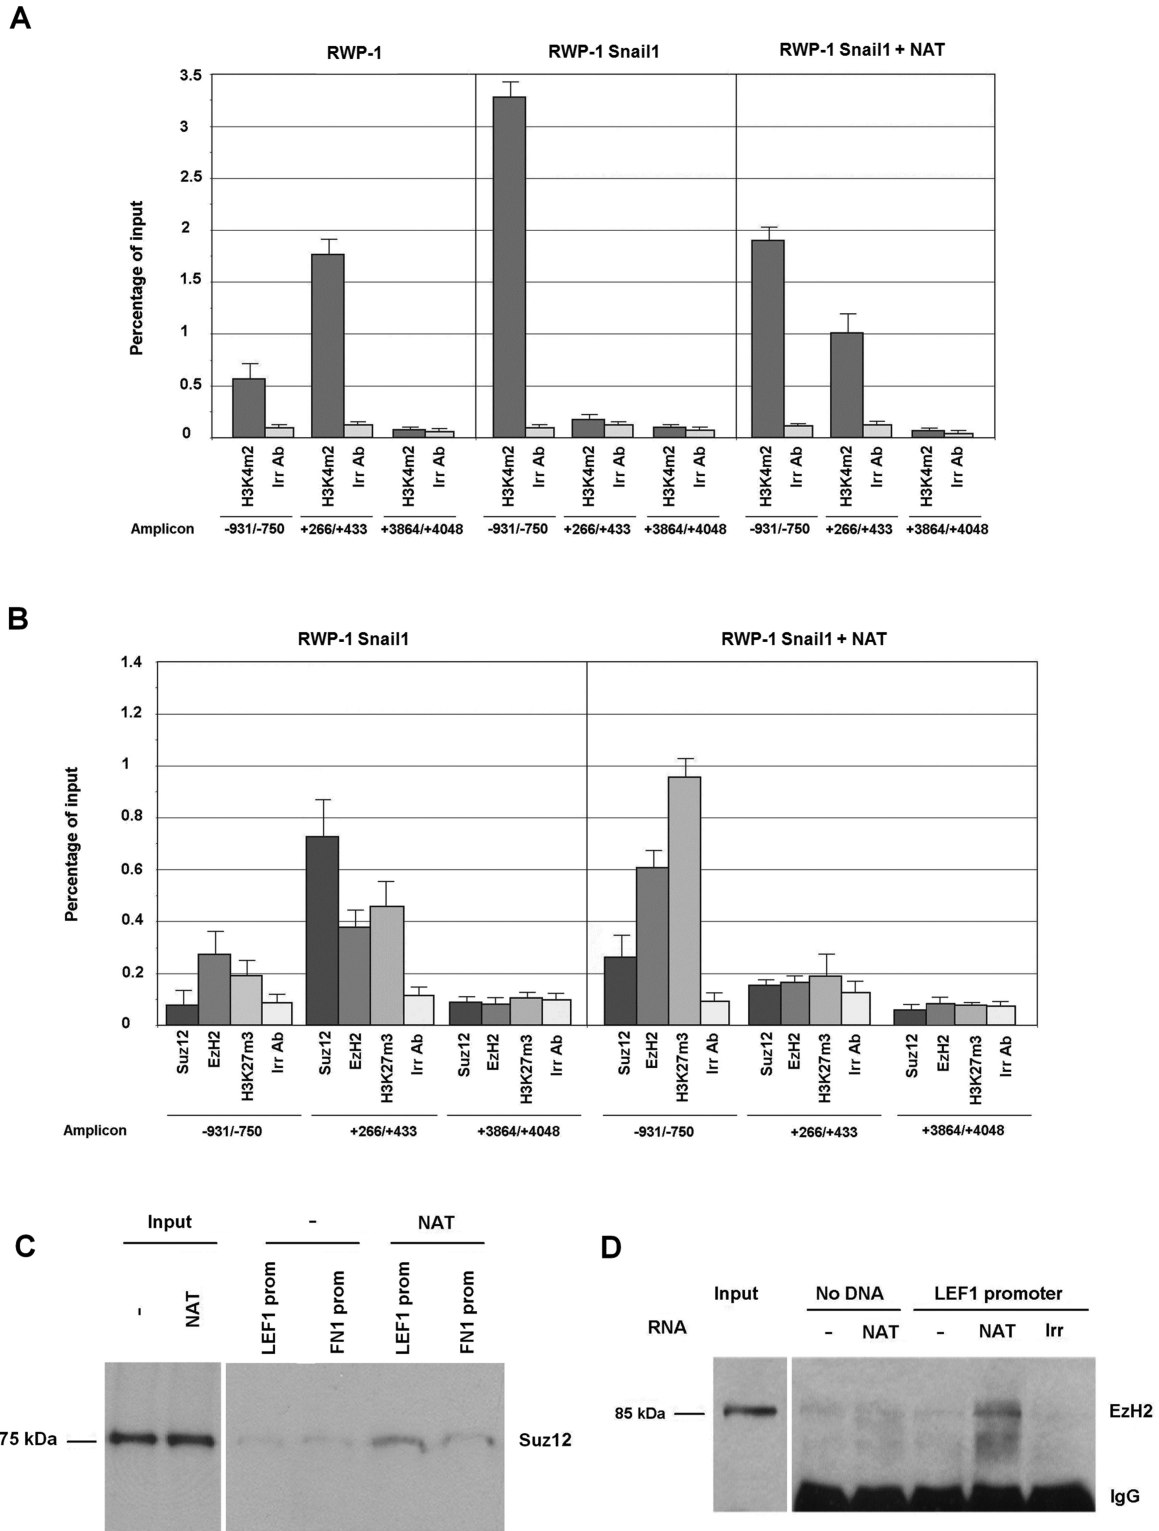 A
RWP-1
RWP-1 Snail1
RWP-1 Snail1 + NAT
Percentage of input
3.5
3
2.5
2
1.5
1
0.5
0
H3K4m2
Irr Ab
H3K4m2
Irr Ab
H3K4m2
Irr Ab
H3K4m2
Irr Ab
H3K4m2
Irr Ab
H3K4m2
Irr Ab
H3K4m2
Irr Ab
H3K4m2
Irr Ab
H3K4m2
Irr Ab
Amplicon -931/-750 +266/+433 +3864/+4048 -931/-750 +266/+433 +3864/+4048 -931/-750 +266/+433 +3864/+4048
B
RWP-1 Snail1
RWP-1 Snail1 + NAT
Percentage of input
1.4
1.2
1
0.8
0.6
0.4
0.2
0
Suz12
EzH2
H3K27m3
Irr Ab
Suz12
EzH2
H3K27m3
Irr Ab
Suz12
EzH2
H3K27m3
Irr Ab
Suz12
EzH2
H3K27m3
Irr Ab
Suz12
EzH2
H3K27m3
Irr Ab
Suz12
EzH2
H3K27m3
Irr Ab
Amplicon -931/-750 +266/+433 +3864/+4048 -931/-750 +266/+433 +3864/+4048
C
Input - NAT
-
NAT
LEF1 prom
FN1 prom
LEF1 prom
FN1 prom
75 kDa
Suz12
D
Input
No DNA
LEF1 promoter
RNA
- NAT - NAT Irr
85 kDa
EzH2
IgG